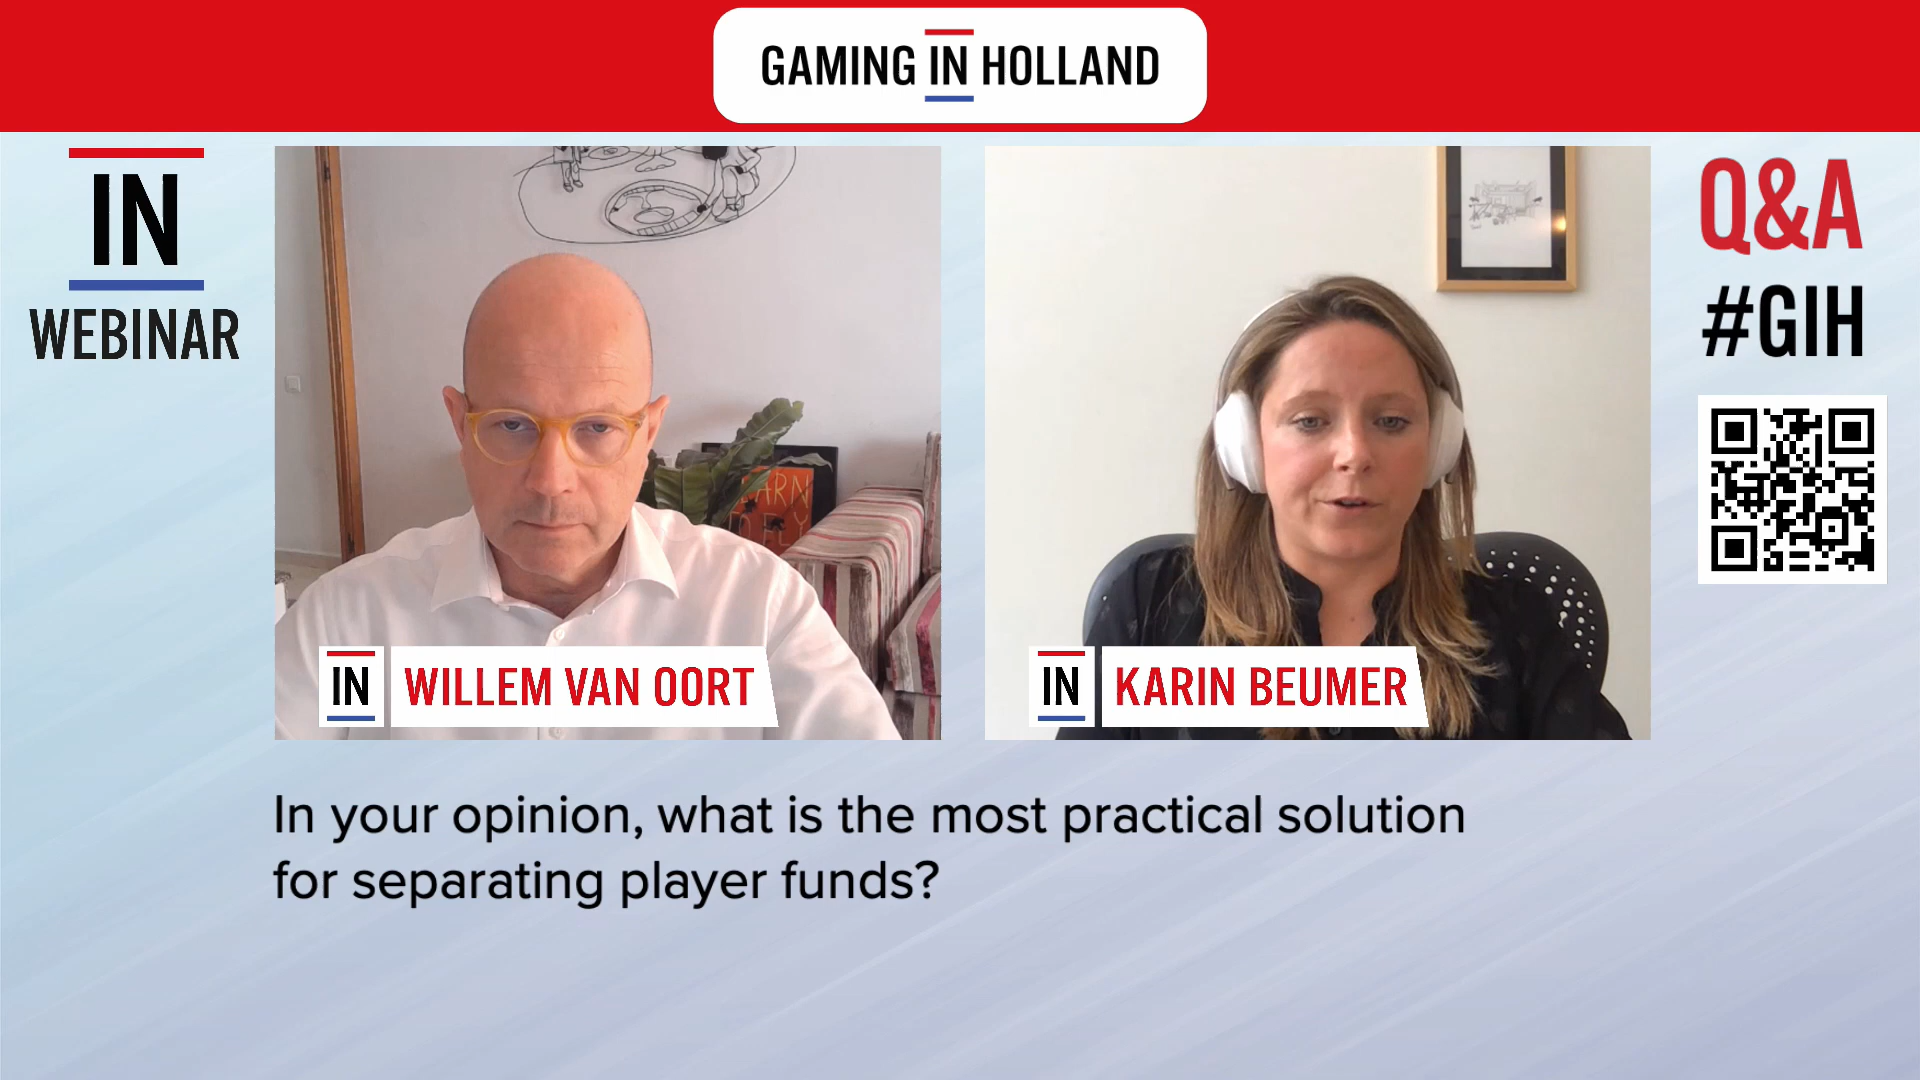 GAMING IN HOLLAND
IN
WEBINAR
Q&A
#GIH
IN WILLEM VAN OORT
IN KARIN BEUMER
In your opinion, what is the most practical solution
for separating player funds?